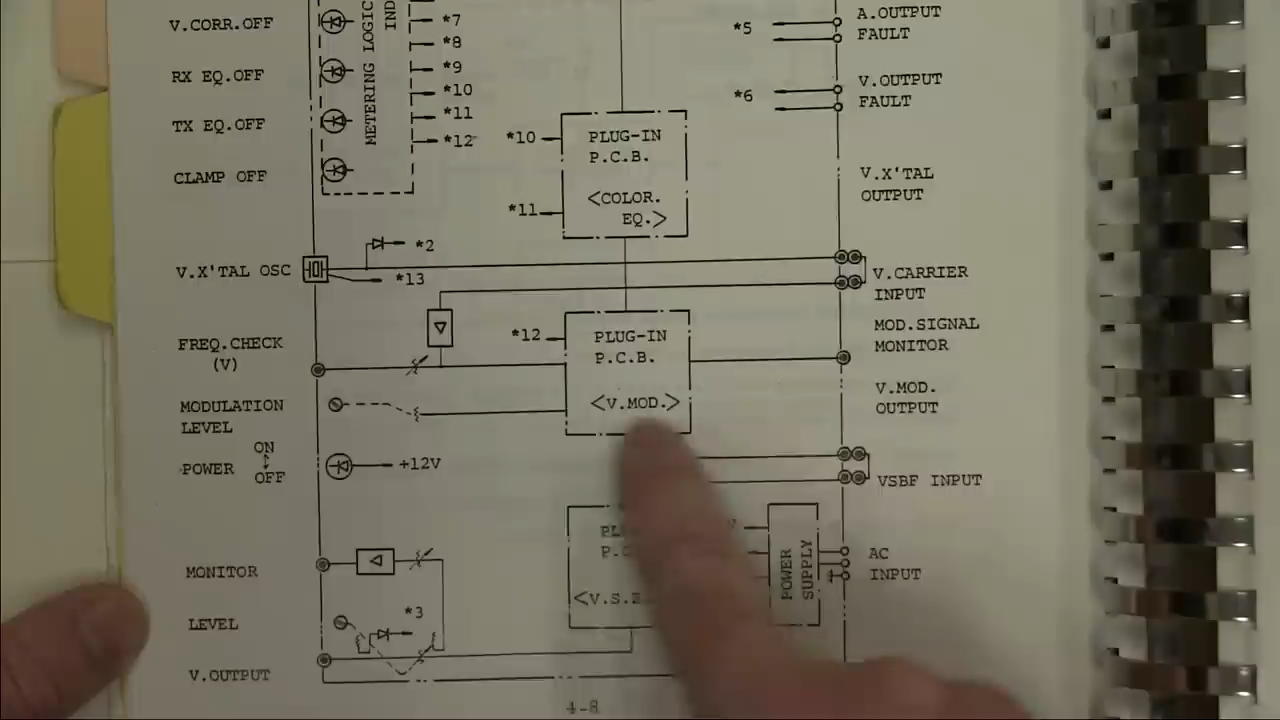 V.CORR.OFF
RX EQ.OFF
TX EQ.OFF
CLAMP OFF
METERING LOGIC
*7
*8
*9
*10
*11
*12
*10
PLUG-IN
P.C.B.
*11
<COLOR.
EQ.>
*5
A.OUTPUT
FAULT
*6
V.OUTPUT
FAULT
V.X'TAL
OUTPUT
V.X'TAL OSC
*2
*13
V.CARRIER
INPUT
FREQ.CHECK
(V)
*12
PLUG-IN
P.C.B.
<V.MOD.>
MOD.SIGNAL
MONITOR
V.MOD.
OUTPUT
MODULATION
LEVEL
POWER
ON
OFF
+12V
VSBF INPUT
POWER
SUPPLY
AC
INPUT
MONITOR
LEVEL
*3
V.OUTPUT
4-8